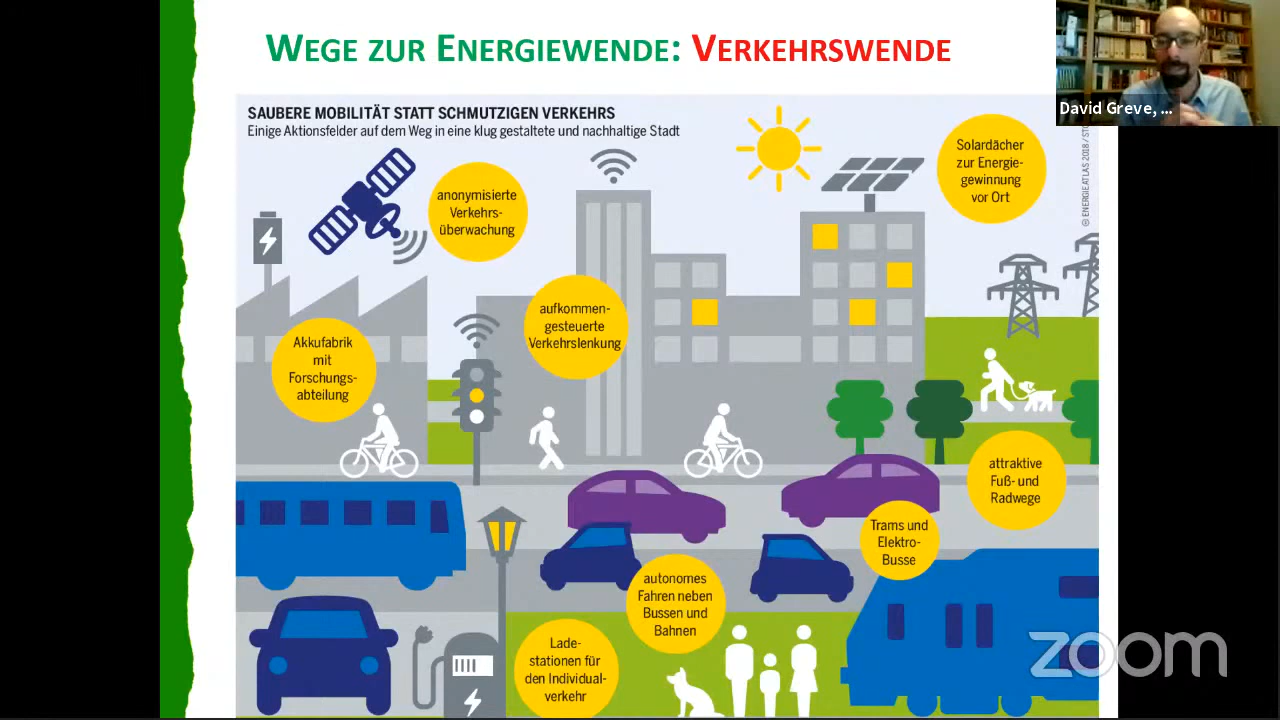 WEGE ZUR ENERGIEWENDE: VERKEHRSWENDE
David Greve, ...
SAUBERE MOBILITÄT STATT SCHMUTZIGEN VERKEHRS
Einige Aktionsfelder auf dem Weg in eine klug gestaltete und nachhaltige Stadt
© ENERGIEATLAS 2018 /
Solardächer
zur Energie-
gewinnung
vor Ort
anonymisierte
Verkehrs-
überwachung
aufkommen-
gesteuerte
Verkehrslenkung
Akkufabrik
mit
Forschungs-
abteilung
attraktive
Fuß- und
Radwege
Trams und
Elektro-
Busse
autonomes
Fahren neben
Bussen und
Bahnen
Lade-
stationen für
den Individual-
verkehr
zoom